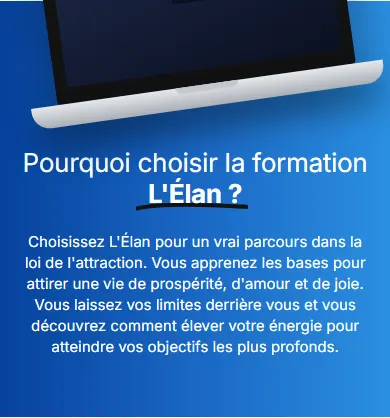 Pourquoi choisir la formation
L'Élan ?
Choisissez L'Élan pour un vrai parcours dans la
loi de l'attraction. Vous apprenez les bases pour
attirer une vie de prospérité, d'amour et de joie.
Vous laissez vos limites derrière vous et vous
découvrez comment élever votre énergie pour
atteindre vos objectifs les plus profonds.